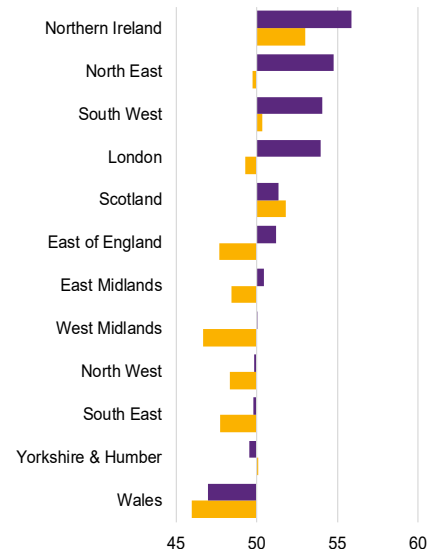 Northern Ireland
North East
South West
London
Scotland
East of England
East Midlands
West Midlands
North West
South East
Yorkshire & Humber
Wales
45 50 55 60